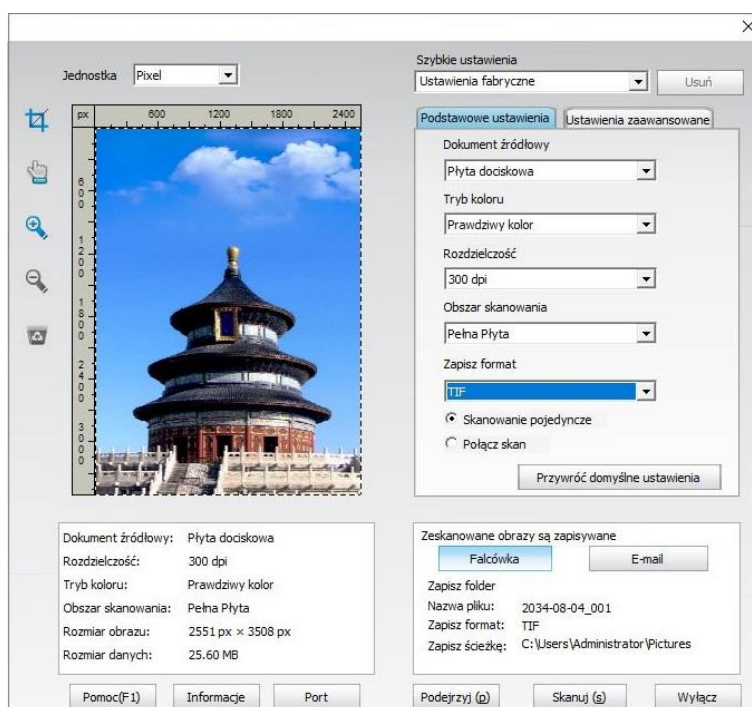 Szybkie ustawienia
Jednostka Pixel
Ustawienia fabryczne Usuń
px 600 1200 1800 2400
600
1200
1800
2400
3000
Podstawowe ustawienia Ustawienia zaawansowane
Dokument źródłowy
Płyta dociskowa
Tryb koloru
Prawdziwy kolor
Rozdzielczość
300 dpi
Obszar skanowania
Pełna Płyta
Zapisz format
TIF
Skanowanie pojedyncze
Połącz skan
Przywróć domyślne ustawienia
Dokument źródłowy: Płyta dociskowa
Rozdzielczość: 300 dpi
Tryb koloru: Prawdziwy kolor
Obszar skanowania: Pełna Płyta
Rozmiar obrazu: 2551 px × 3508 px
Rozmiar danych: 25.60 MB
Zeskanowane obrazy są zapisywane
Falcówka E-mail
Zapisz folder
Nazwa pliku: 2034-08-04_001
Zapisz format: TIF
Zapisz ścieżkę: C:\Users\Administrator\Pictures
Pomoc(F1) Informacje Port Podejrzyj (p) Skanuj (s) Wyłącz